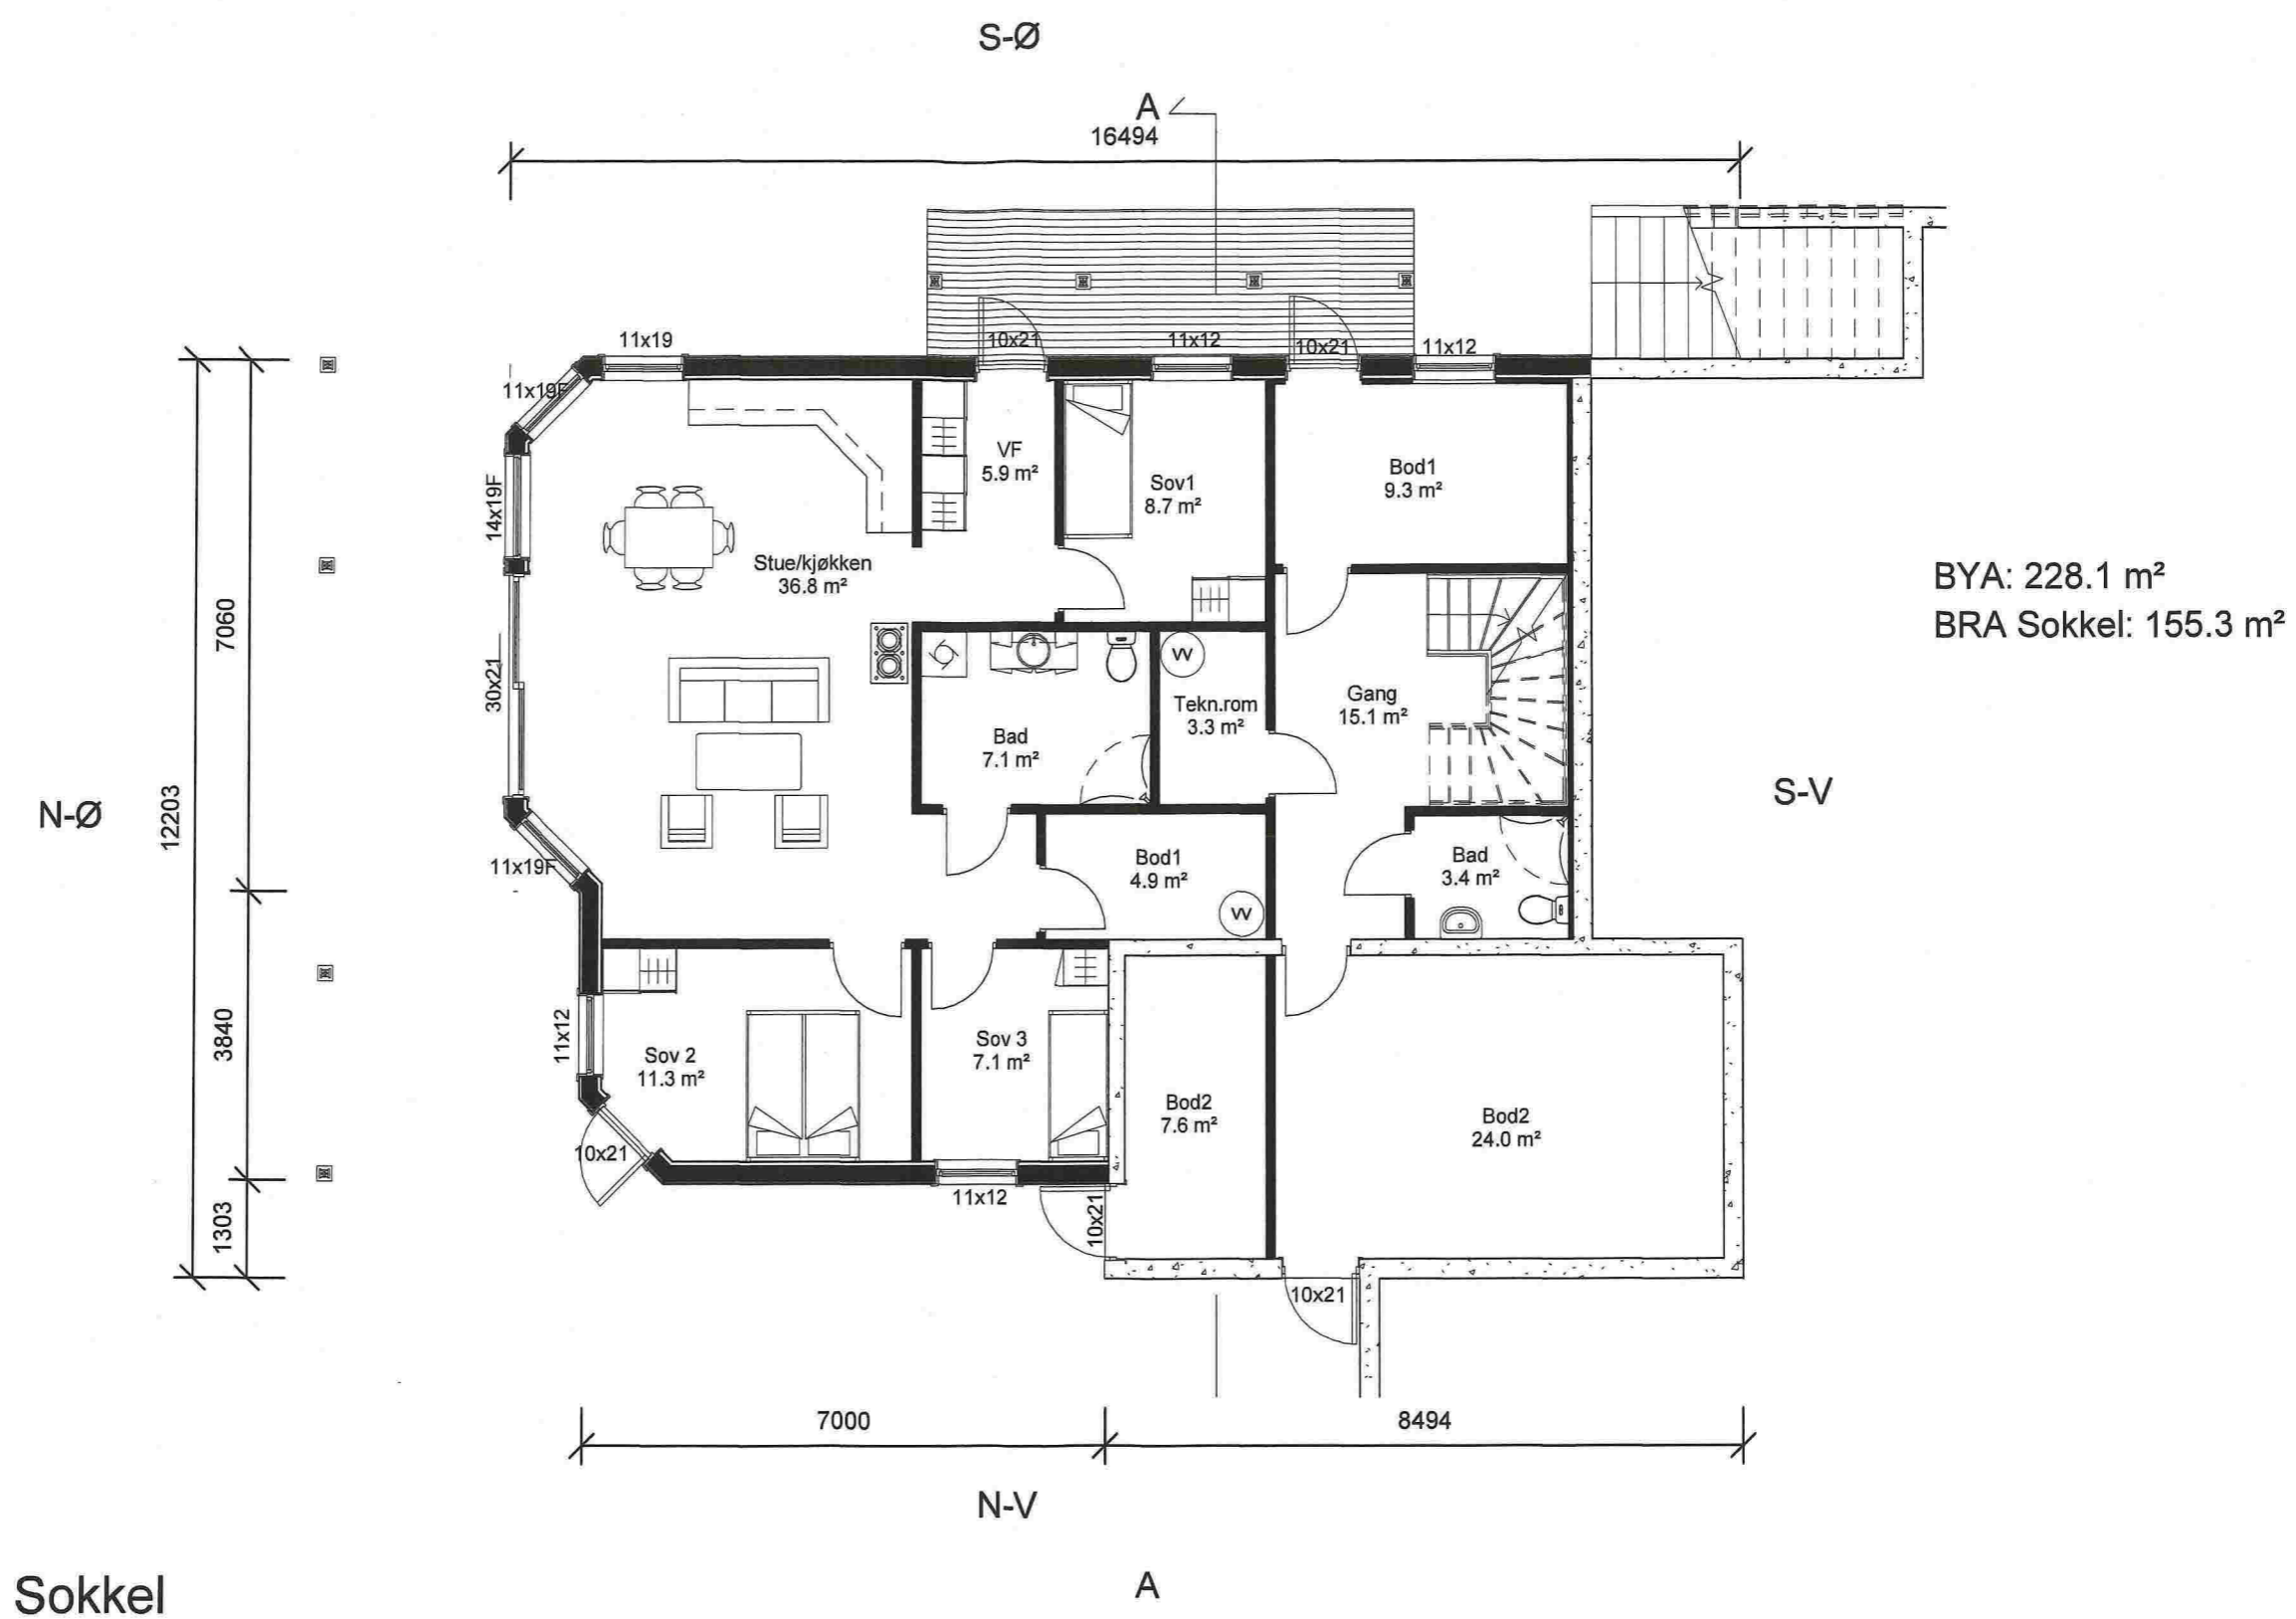 S-Ø
A
16494
11x19
10x21
11x12
10x21
11x12
11x19F
VF
5.9 m²
Sov1
8.7 m²
Bod1
9.3 m²
14x19F
Stue/kjøkken
36.8 m²
BYA: 228.1 m²
BRA Sokkel: 155.3 m²
7060
30x21
VV
Tekn.rom
3.3 m²
Gang
15.1 m²
Bad
7.1 m²
N-Ø
12203
S-V
11x19F
Bod1
4.9 m²
VV
Bad
3.4 m²
3840
11x12
Sov 2
11.3 m²
Sov 3
7.1 m²
Bod2
7.6 m²
Bod2
24.0 m²
10x21
1303
11x12
10x21
10x21
7000
8494
N-V
A
Sokkel